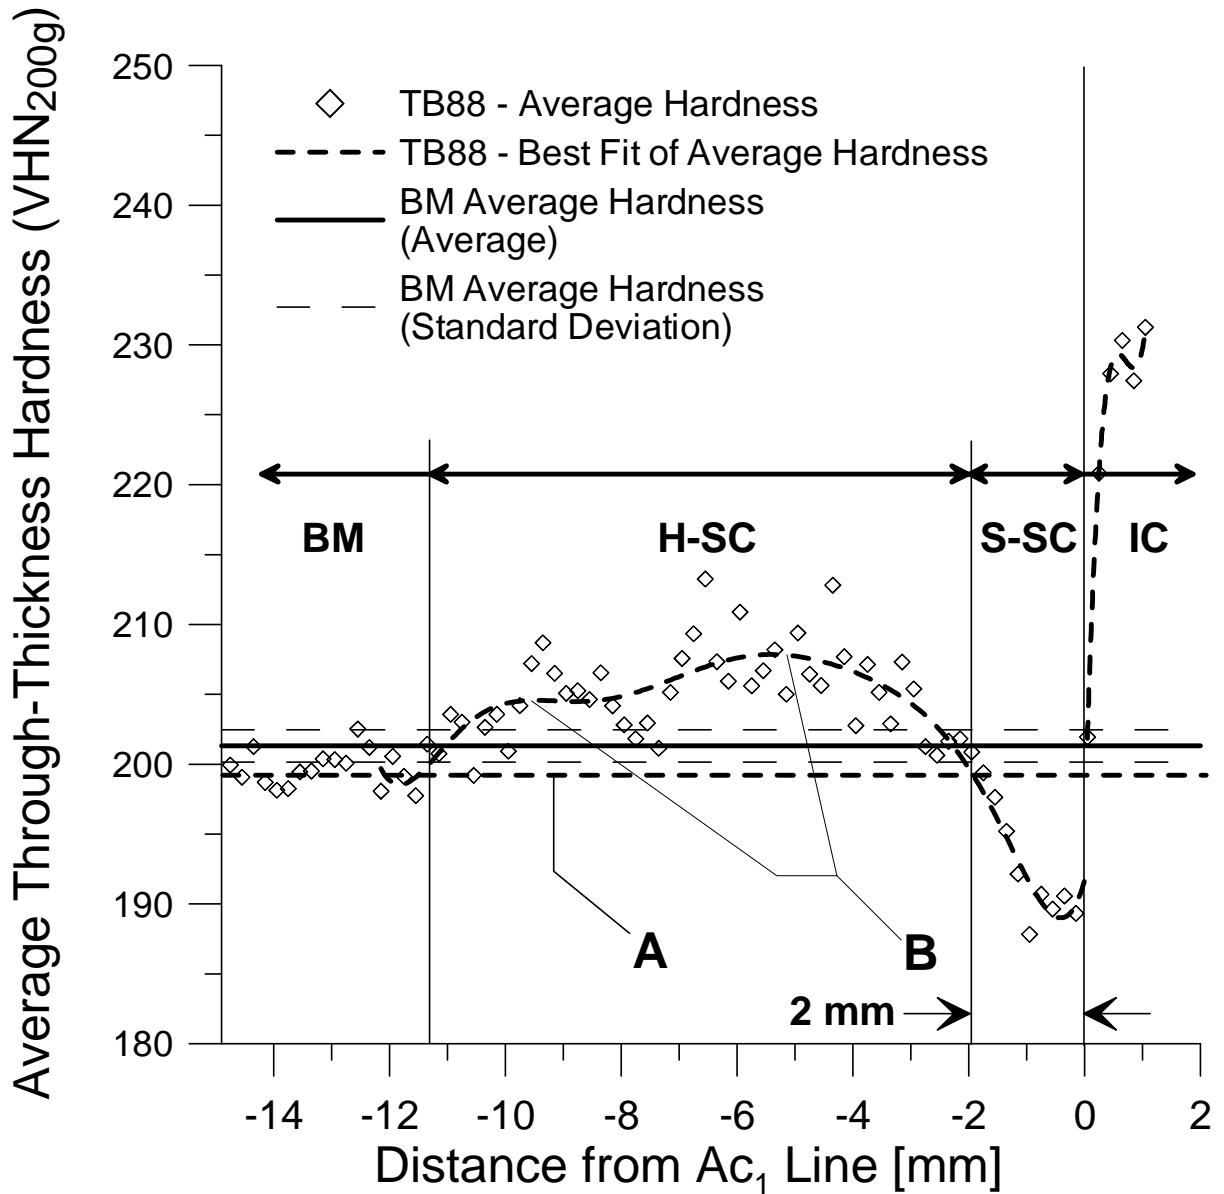 Average Through-Thickness Hardness (VHN200g)
250
240
230
220
210
200
190
180
TB88 - Average Hardness
TB88 - Best Fit of Average Hardness
BM Average Hardness
(Average)
BM Average Hardness
(Standard Deviation)
BM
H-SC
S-SC
IC
A
B
2 mm
-14
-12
-10
-8
-6
-4
-2
0
2
Distance from Ac1 Line [mm]